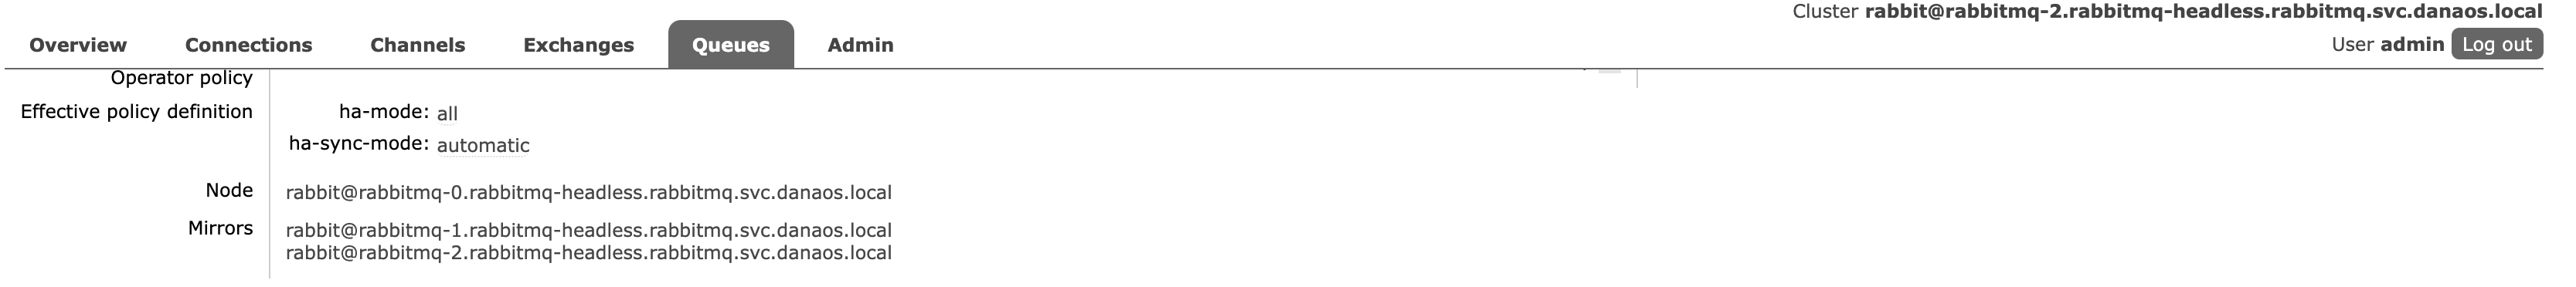 Cluster rabbit@rabbitmq-2.rabbitmq-headless.rabbitmq.svc.danaos.local
Overview Connections Channels Exchanges Queues Admin
User admin Log out
Operator policy
Effective policy definition
ha-mode: all
ha-sync-mode: automatic
Node rabbit@rabbitmq-0.rabbitmq-headless.rabbitmq.svc.danaos.local
Mirrors rabbit@rabbitmq-1.rabbitmq-headless.rabbitmq.svc.danaos.local
rabbit@rabbitmq-2.rabbitmq-headless.rabbitmq.svc.danaos.local